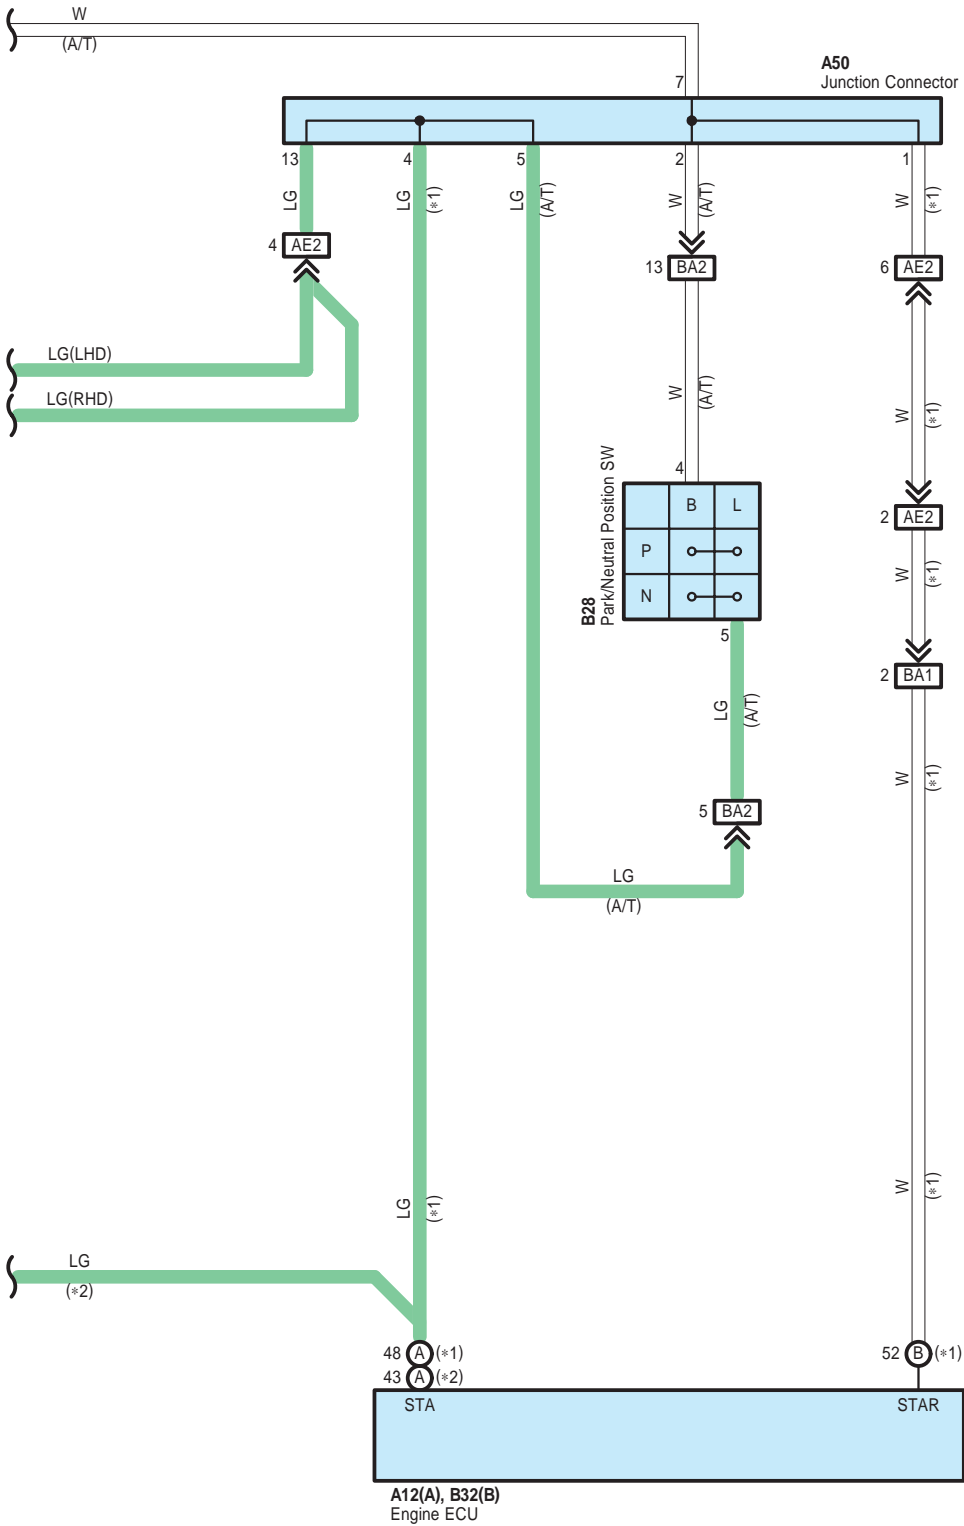 W
(A/T)
A50
Junction Connector
7
13
4
5
2
1
LG
LG
(*1)
LG
(A/T)
W
(A/T)
W
(*1)
4 AE2
13 BA2
6 AE2
LG(LHD)
LG(RHD)
W
(A/T)
W
(*1)
4
B28
Park/Neutral Position SW
B L
P
N
5
2 AE2
W
(*1)
2 BA1
LG
(A/T)
W
(*1)
5 BA2
LG
(A/T)
LG
(*1)
W
(*1)
LG
(*2)
48 A (*1)
43 A (*2)
52 B (*1)
STA
STAR
A12(A), B32(B)
Engine ECU